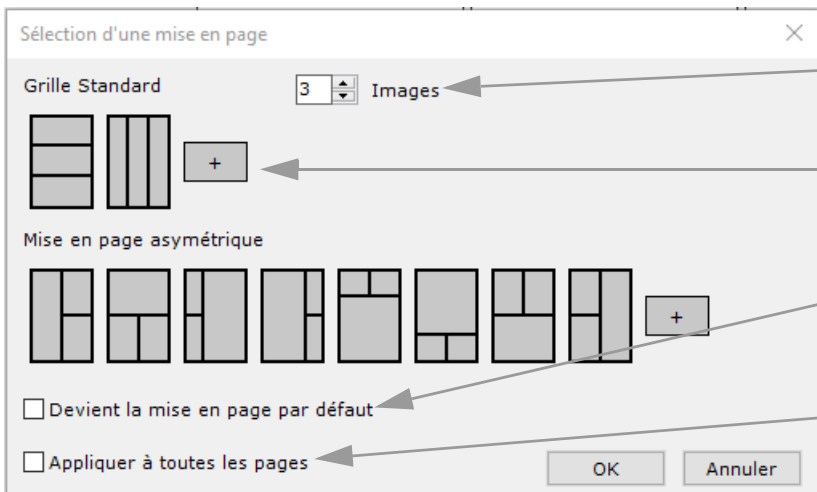 Sélection d'une mise en page
Grille Standard
3 Images
+
Mise en page asymétrique
+
Devient la mise en page par défaut
Appliquer à toutes les pages
OK Annuler